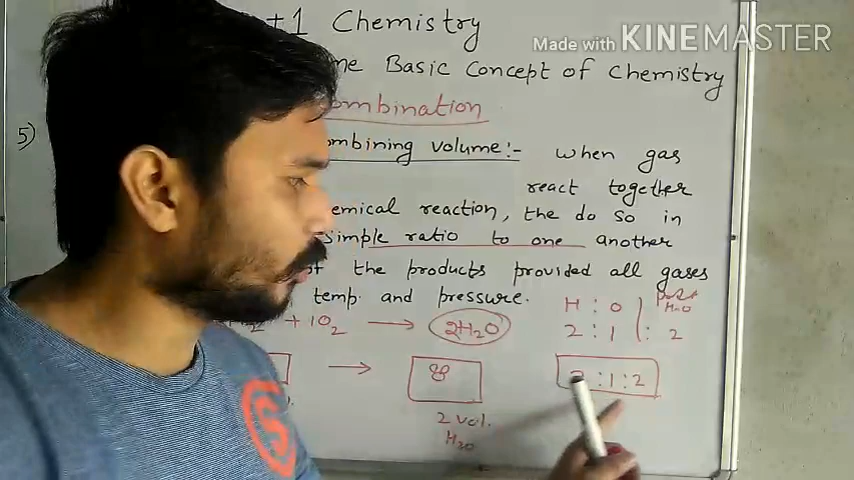 +1 Chemistry
Made with KINEMASTER
me Basic Concept of Chemistry
ombination
5) ombining volume:- when gas
react together
emical reaction, the do so in
simple ratio to one another
of the products provided all gases
temp. and pressure.
H : O | H2O
2 : 1 | : 2
+ 1O2 → 2H2O
→
: 1 : 2
2 vol.
H2O